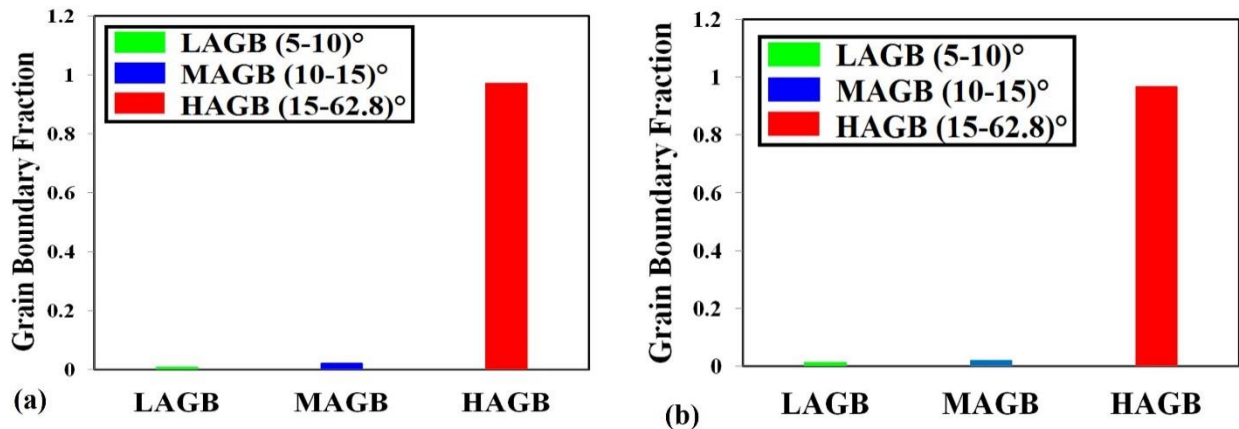 Grain Boundary Fraction
1.2
1
0.8
0.6
0.4
0.2
0
LAGB (5-10)°
MAGB (10-15)°
HAGB (15-62.8)°
(a)
LAGB MAGB HAGB
Grain Boundary Fraction
1.2
1
0.8
0.6
0.4
0.2
0
LAGB (5-10)°
MAGB (10-15)°
HAGB (15-62.8)°
(b)
LAGB MAGB HAGB